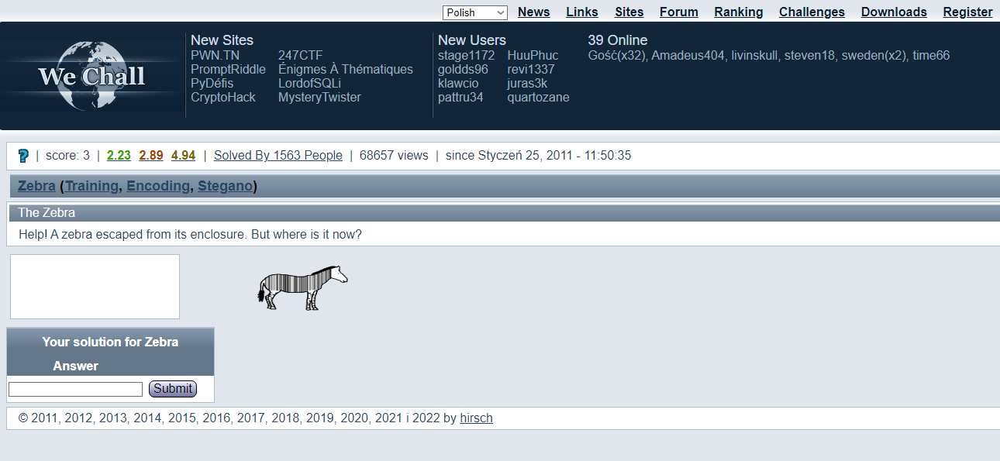 Polish News Links Sites Forum Ranking Challenges Downloads Register
We Chall
New Sites
PWN.TN 247CTF
PromptRiddle Énigmes À Thématiques
PyDéfis LordofSQLi
CryptoHack MysteryTwister
New Users
stage1172 HuuPhuc
goldds96 revi1337
klawcio juras3k
pattru34 quartozane
39 Online
Gość(x32), Amadeus404, livinskull, steven18, sweden(x2), time66
? | score: 3 | 2.23 2.89 4.94 | Solved By 1563 People | 68657 views | since Styczeń 25, 2011 - 11:50:35
Zebra (Training, Encoding, Stegano)
The Zebra
Help! A zebra escaped from its enclosure. But where is it now?
Your solution for Zebra
Answer
Submit
© 2011, 2012, 2013, 2014, 2015, 2016, 2017, 2018, 2019, 2020, 2021 i 2022 by hirsch